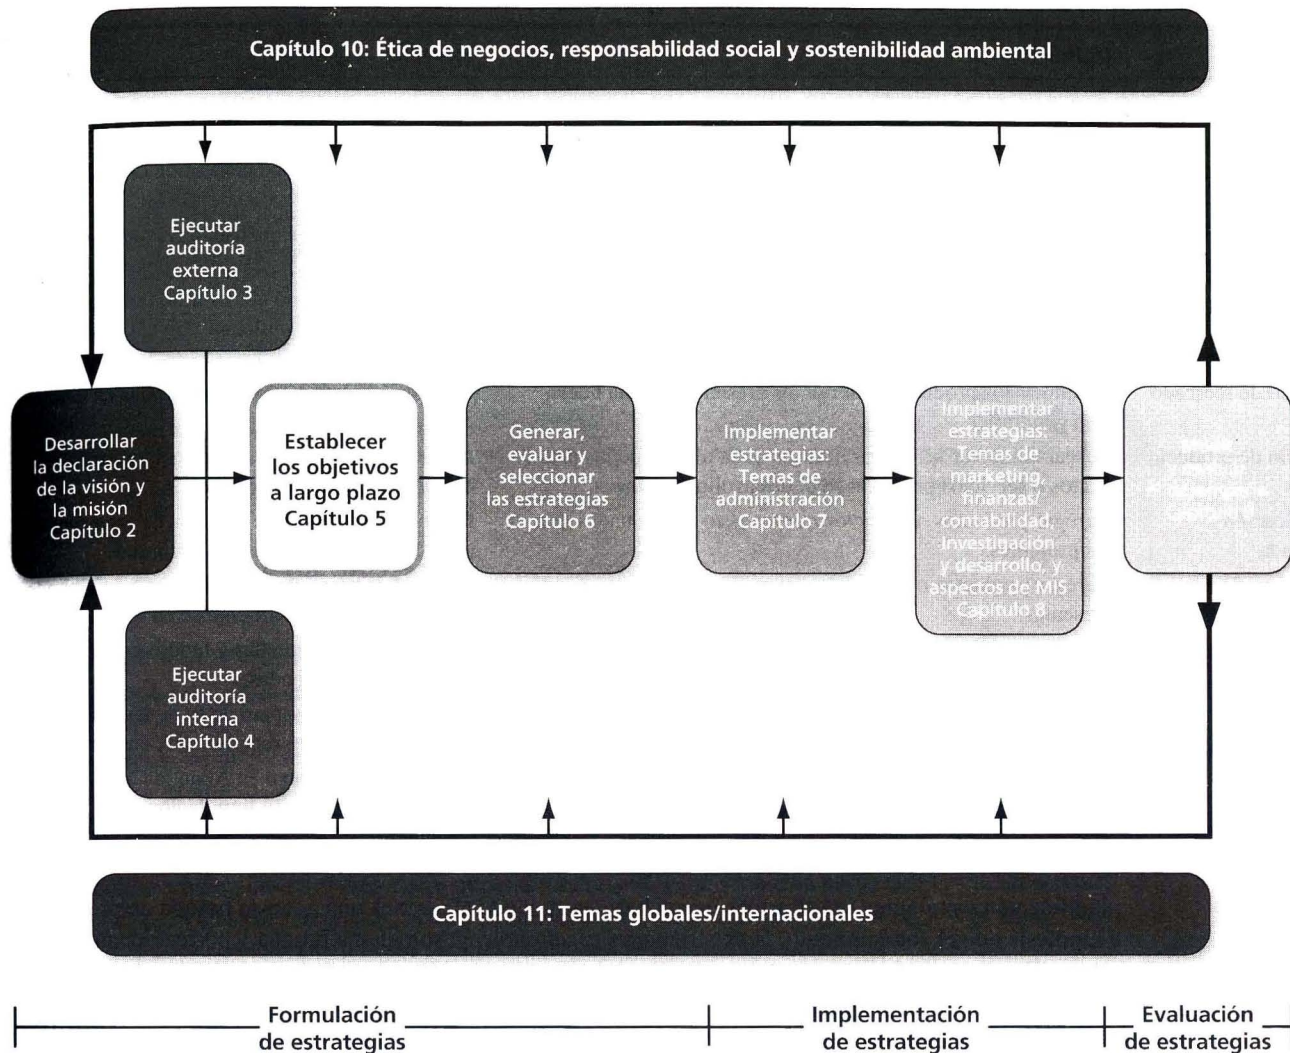 Capítulo 10: Ética de negocios, responsabilidad social y sostenibilidad ambiental
Ejecutar
auditoría
externa
Capítulo 3
Desarrollar
la declaración
de la visión y
la misión
Capítulo 2
Establecer
los objetivos
a largo plazo
Capítulo 5
Generar,
evaluar y
seleccionar
las estrategias
Capítulo 6
Implementar
estrategias:
Temas de
administración
Capítulo 7
Implementar
estrategias:
Temas de
marketing,
finanzas/
contabilidad,
investigación
y desarrollo, y
aspectos de MIS
Capítulo 8
Ejecutar
auditoría
interna
Capítulo 4
Capítulo 11: Temas globales/internacionales
Formulación
de estrategias
Implementación
de estrategias
Evaluación
de estrategias